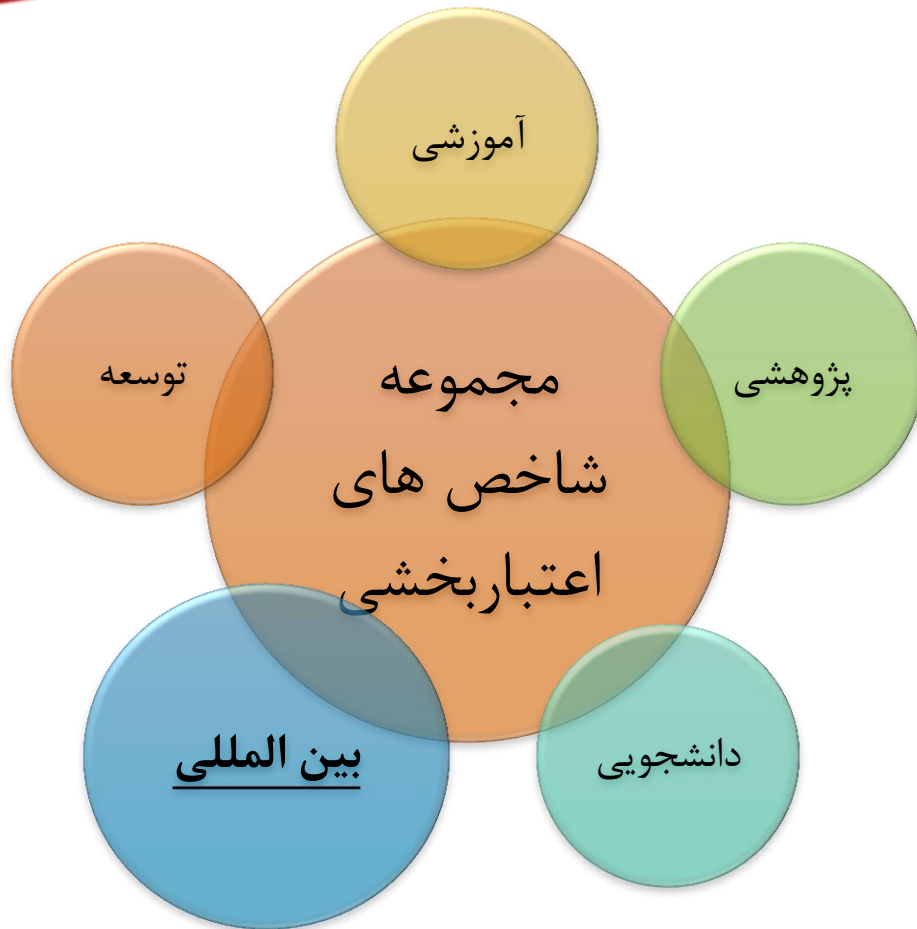 آموزشی
پژوهشی
توسعه
مجموعه
شاخص های
اعتباربخشی
دانشجویی
بین المللی